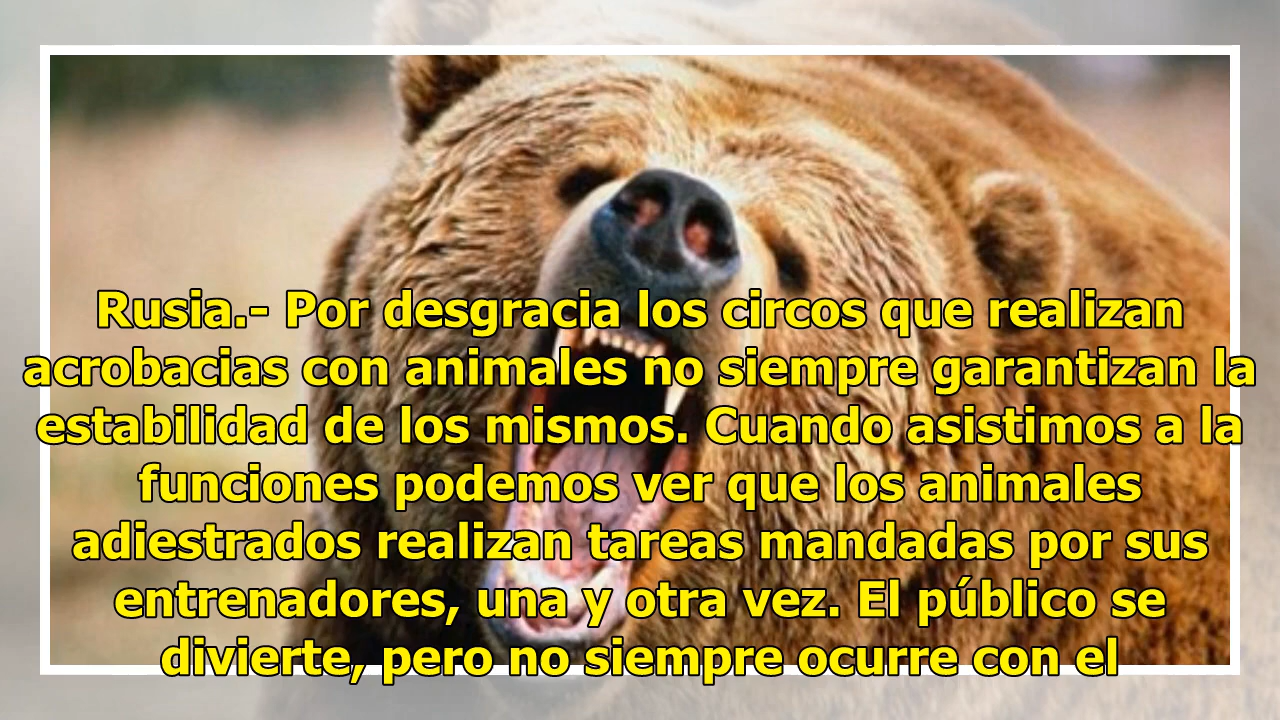 Rusia.- Por desgracia los circos que realizan
acrobacias con animales no siempre garantizan la
estabilidad de los mismos. Cuando asistimos a la
funciones podemos ver que los animales
adiestrados realizan tareas mandadas por sus
entrenadores, una y otra vez. El público se
divierte, pero no siempre ocurre con el